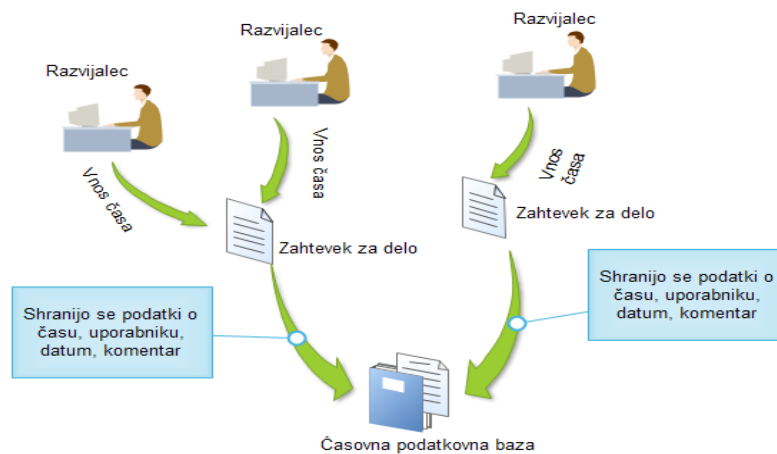 Razvijalec
Razvijalec
Razvijalec
Vnos časa
Vnos časa
Vnos
časa
Zahtevek za delo
Zahtevek za delo
Shranijo se podatki o
času, uporabniku,
datum, komentar
Shranijo se podatki o
času, uporabniku,
datum, komentar
Časovna podatkovna baza